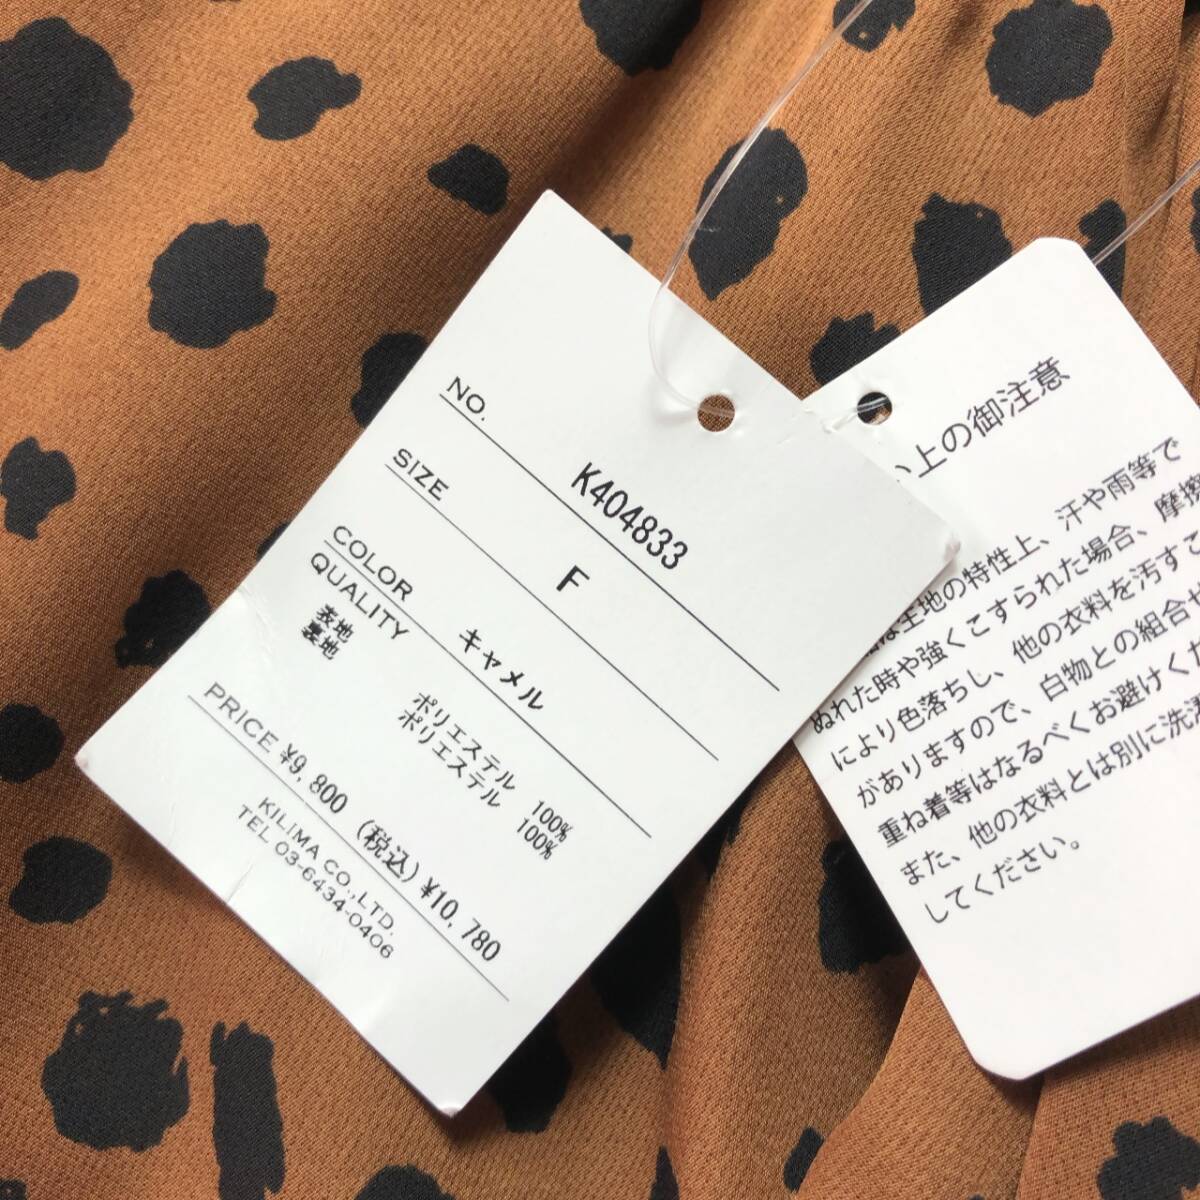 NO.
K404833
SIZE
F
COLOR
キャメル
QUALITY
表地 ポリエステル 100%
裏地 ポリエステル 100%
PRICE ¥9,800 (税込) ¥10,780
KILIMA CO.,LTD.
TEL 03-6434-0406
い上の御注意
は生地の特性上、汗や雨等で
ぬれた時や強くこすられた場合、摩擦
により色落ちし、他の衣料を汚すこ
がありますので、白物との組合せ
重ね着等はなるべくお避けくだ
また、他の衣料とは別に洗濯
してください。